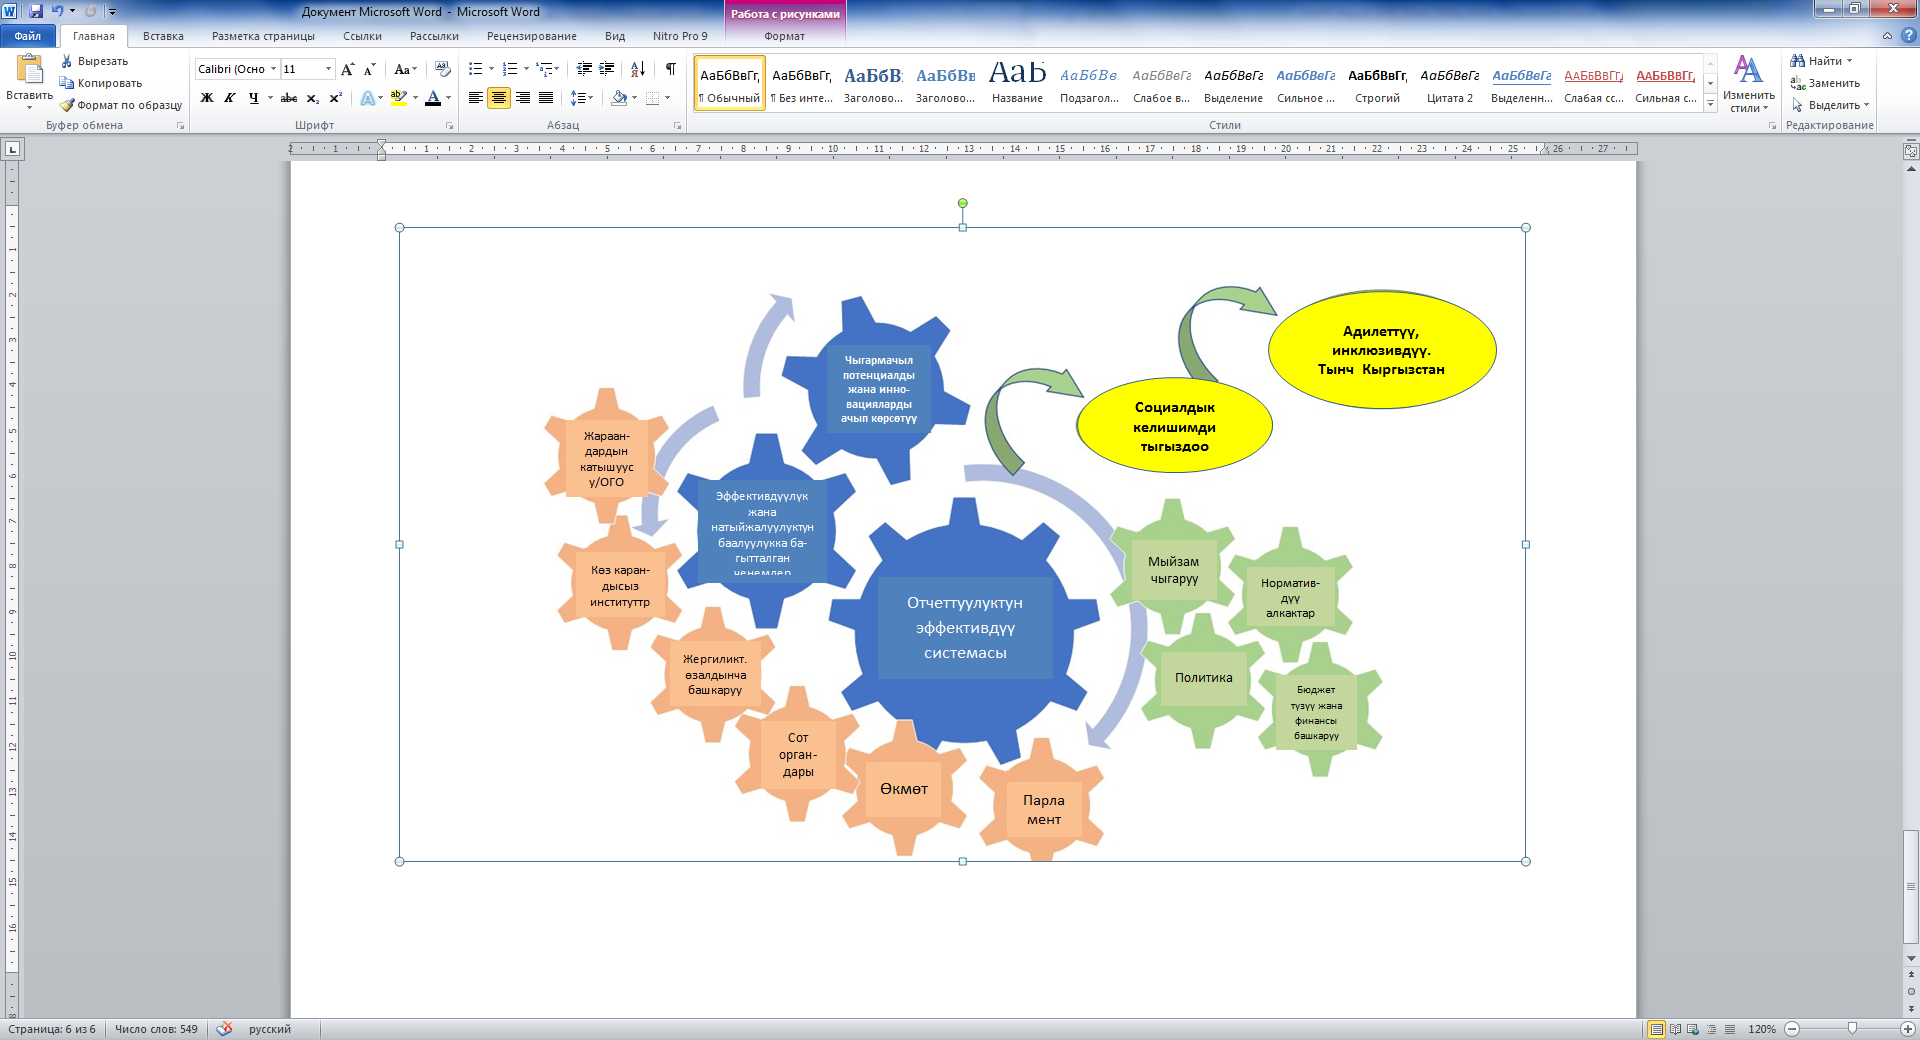 Документ Microsoft Word - Microsoft Word
Работа с рисунками
Файл
Главная
Вставка
Разметка страницы
Ссылки
Рассылки
Рецензирование
Вид
Nitro Pro 9
Формат
Вставить
Вырезать
Копировать
Формат по образцу
Буфер обмена
Calibri (Осно
11
Шрифт
Абзац
АаБбВвГг,
¶ Обычный
АаБбВвГг,
¶ Без инте...
АаБбВ
Заголово...
АаБбВв
Заголово...
АаБ
Название
АаБбВв.
Подзагол...
АаБбВвГг
Слабое в...
АаБбВвГг
Выделение
АаБбВвГг
Сильное ...
АаБбВвГг,
Строгий
АаБбВвГг
Цитата 2
АаБбВвГг
Выделенн...
ААББВВГГ,
Слабая сс...
ААББВВГГ,
Сильная с...
Стили
Изменить
стили
Найти
Заменить
Выделить
Редактирование
Чыгармачыл
потенциалды
жана инно-
вацияларды
ачып көрсөтүү
Адилеттүү,
инклюзивдүү.
Тынч Кыргызстан
Социалдык
келишимди
тыгыздоо
Жараан-
дардын
катышуус
у/ОГО
Эффективдүүлүк
жана
натыйжалуулуктун
баалуулукка ба-
гытталган
ченемдер
Көз каран-
дысыз
институттр
Жергиликт.
өзалдынча
башкаруу
Сот
орган-
дары
Өкмөт
Парла
мент
Отчеттуулуктун
эффективдүү
системасы
Мыйзам
чыгаруу
Норматив-
дүү
алкактар
Политика
Бюджет
түзүү жана
финансы
башкаруу
Страница: 6 из 6
Число слов: 549
русский
120%